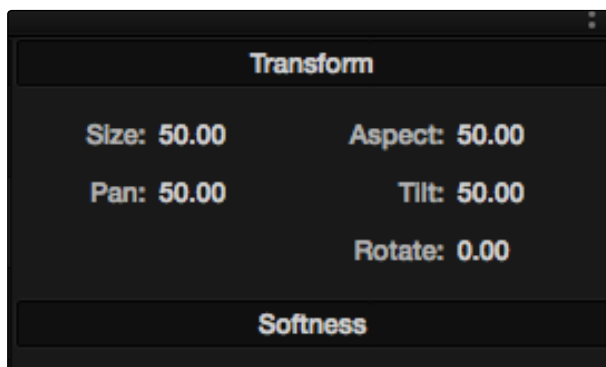 Transform
Size: 50.00 Aspect: 50.00
Pan: 50.00 Tilt: 50.00
Rotate: 0.00
Softness